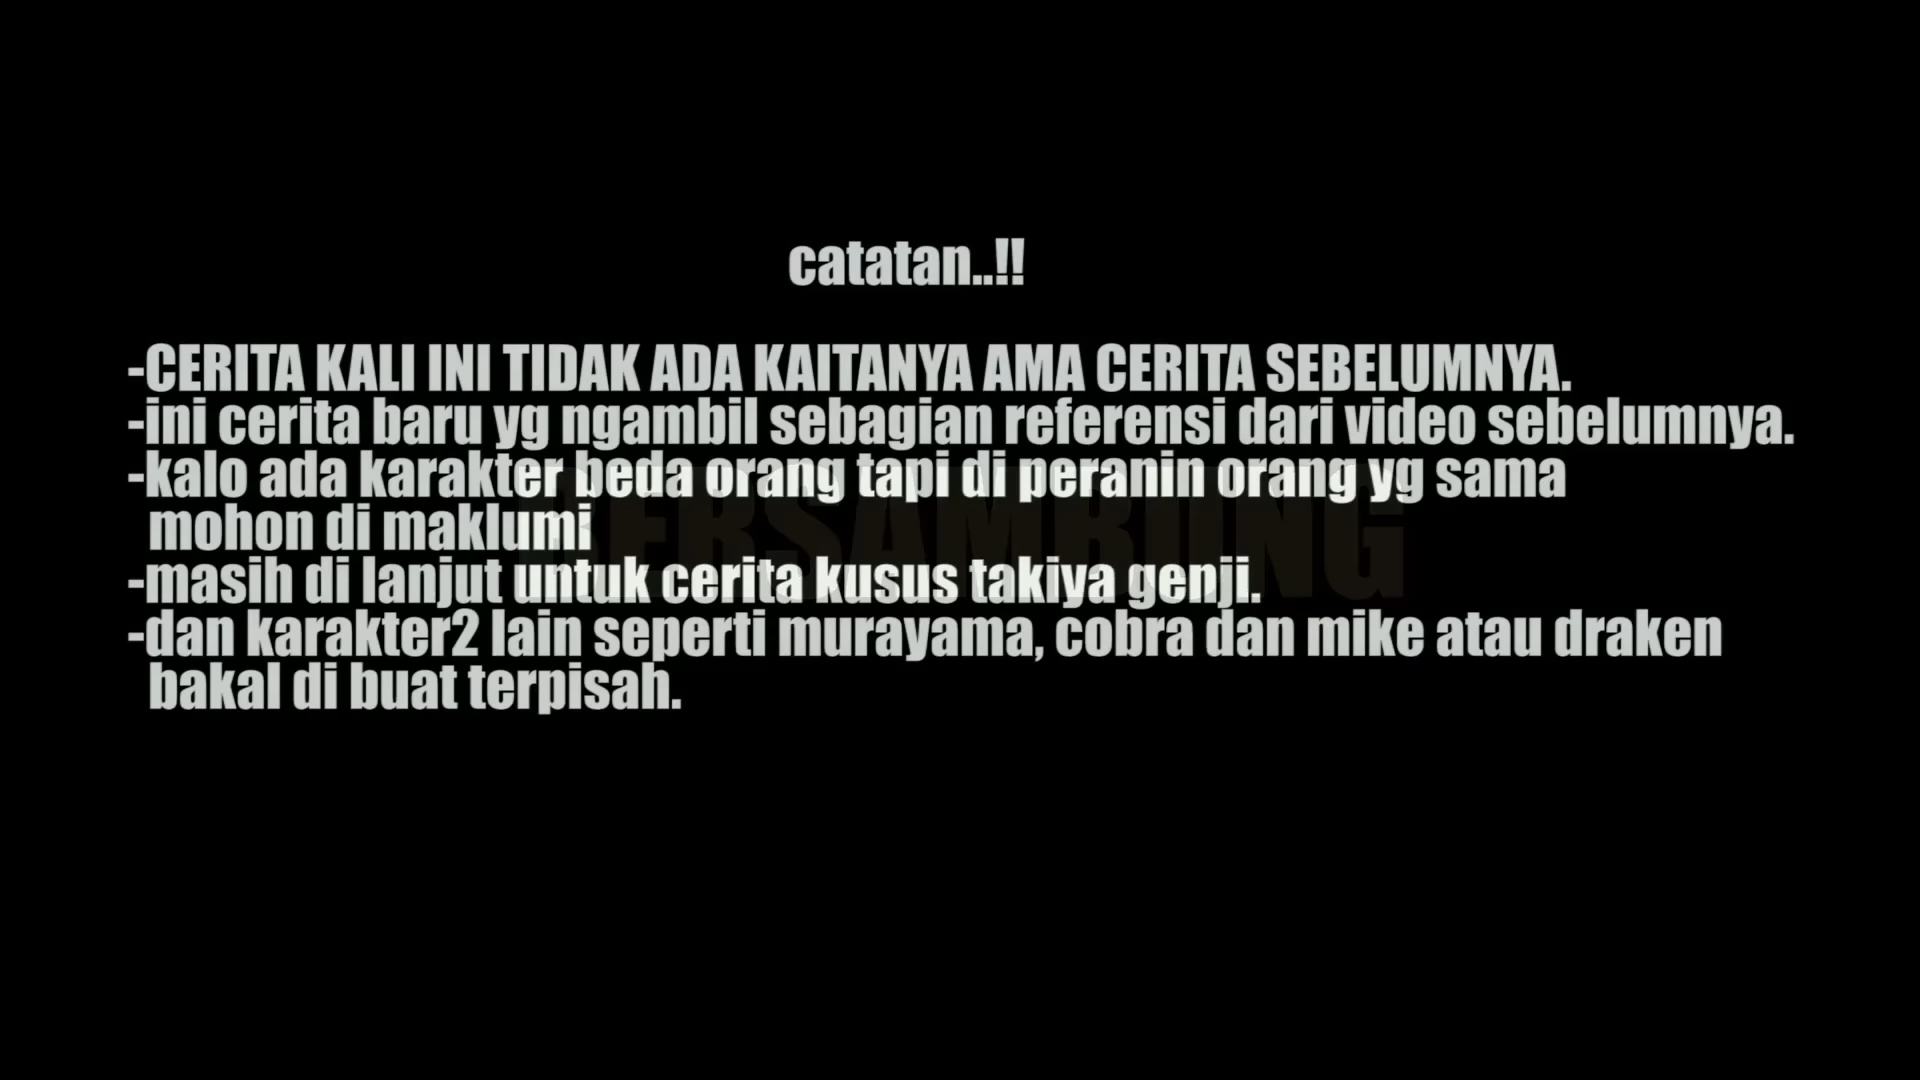 catatan..!!
-CERITA KALI INI TIDAK ADA KAITANYA AMA CERITA SEBELUMNYA.
-ini cerita baru yg ngambil sebagian referensi dari video sebelumnya.
-kalo ada karakter beda orang tapi di peranin orang yg sama
mohon di maklumi
BERSAMBUNG
-masih di lanjut untuk cerita kusus takiya genji.
-dan karakter2 lain seperti murayama, cobra dan mike atau draken
bakal di buat terpisah.